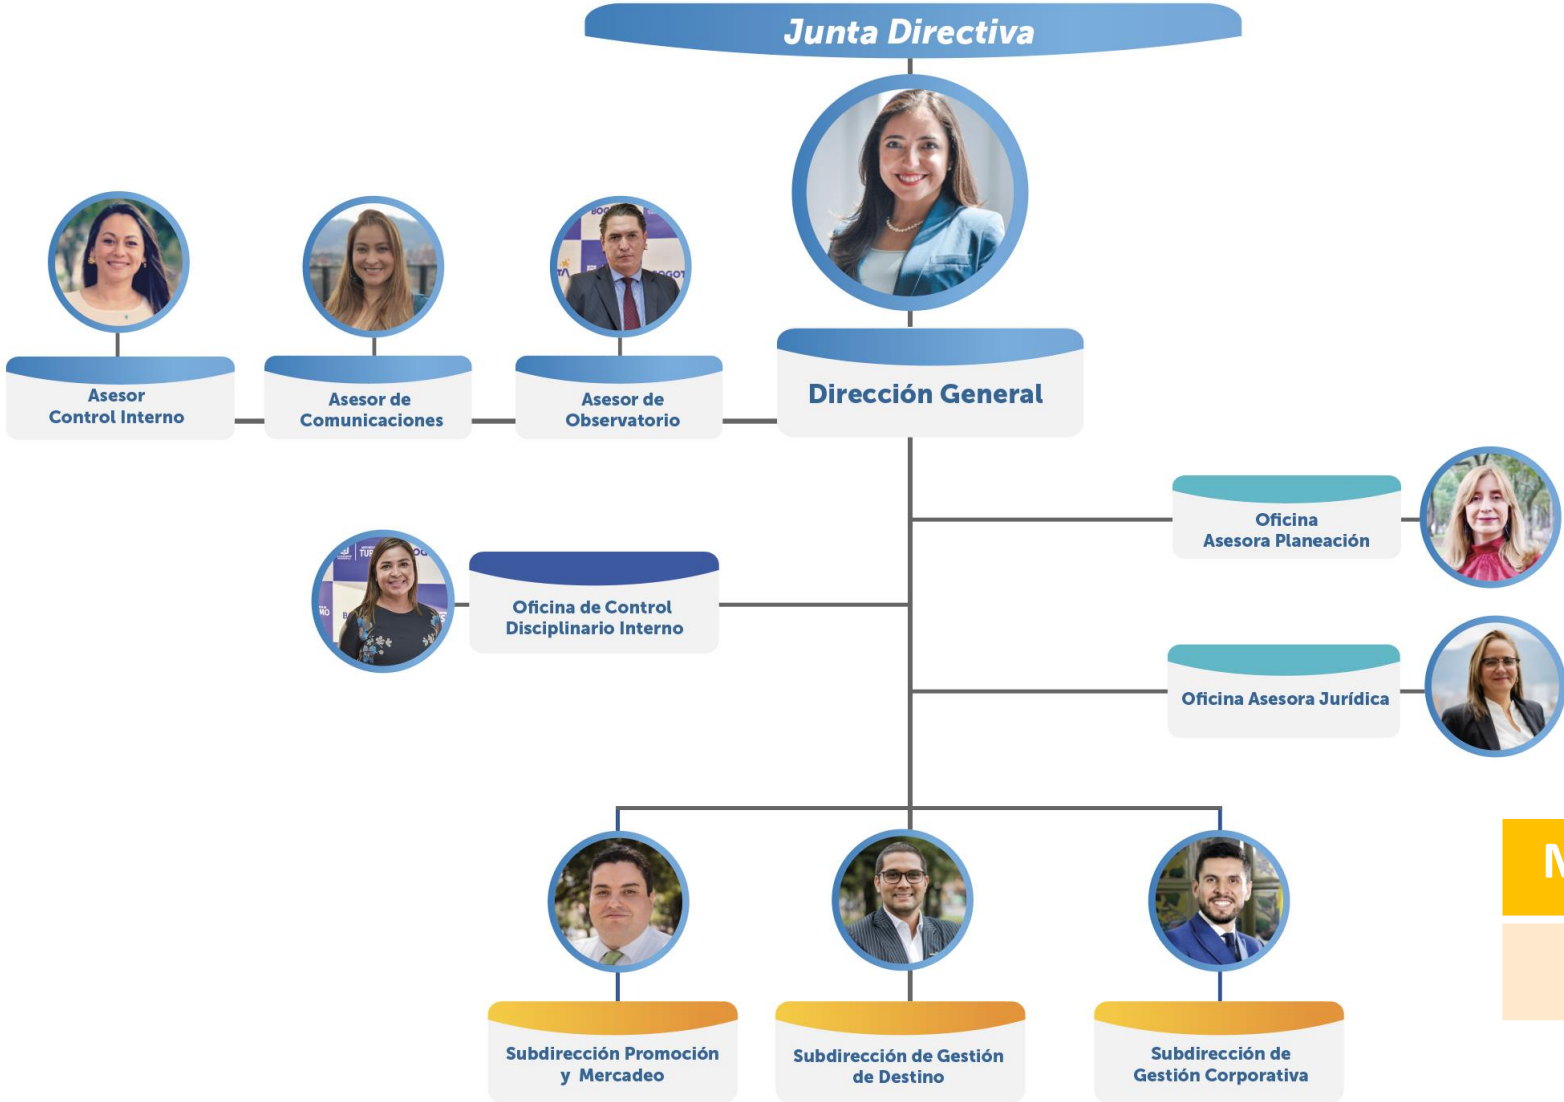 Junta Directiva
Dirección General
Asesor
Control Interno
Asesor de
Comunicaciones
Asesor de
Observatorio
Oficina
Asesora Planeación
Oficina de Control
Disciplinario Interno
Oficina Asesora Jurídica
Subdirección Promoción
y Mercadeo
Subdirección de Gestión
de Destino
Subdirección de
Gestión Corporativa